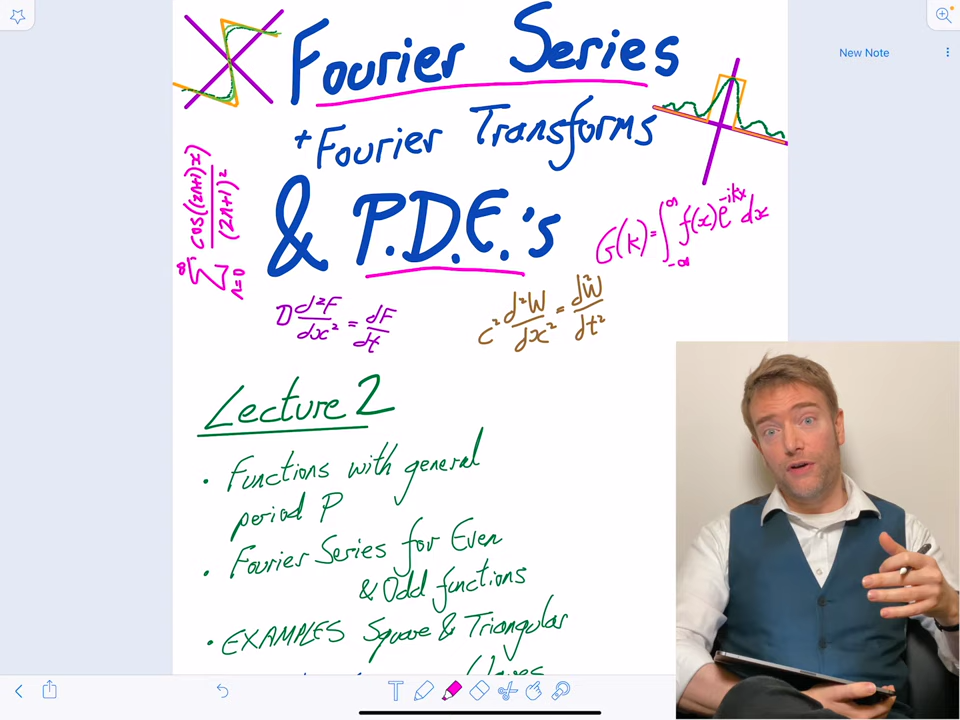 New Note
Fourier Series
+ Fourier Transforms
& P.D.E.'s
∑_{n=0}^{∞} cos((2n+1)x)/(2n+1)²
G(k)=∫_{-∞}^{∞} f(x)e^{-ikx}dx
D d²F/dx² = dF/dt
c² d²W/dx² = d²W/dt²
Lecture 2
• Functions with general
period P
• Fourier Series for Even
& Odd functions
• EXAMPLES Square & Triangular
Waves
T